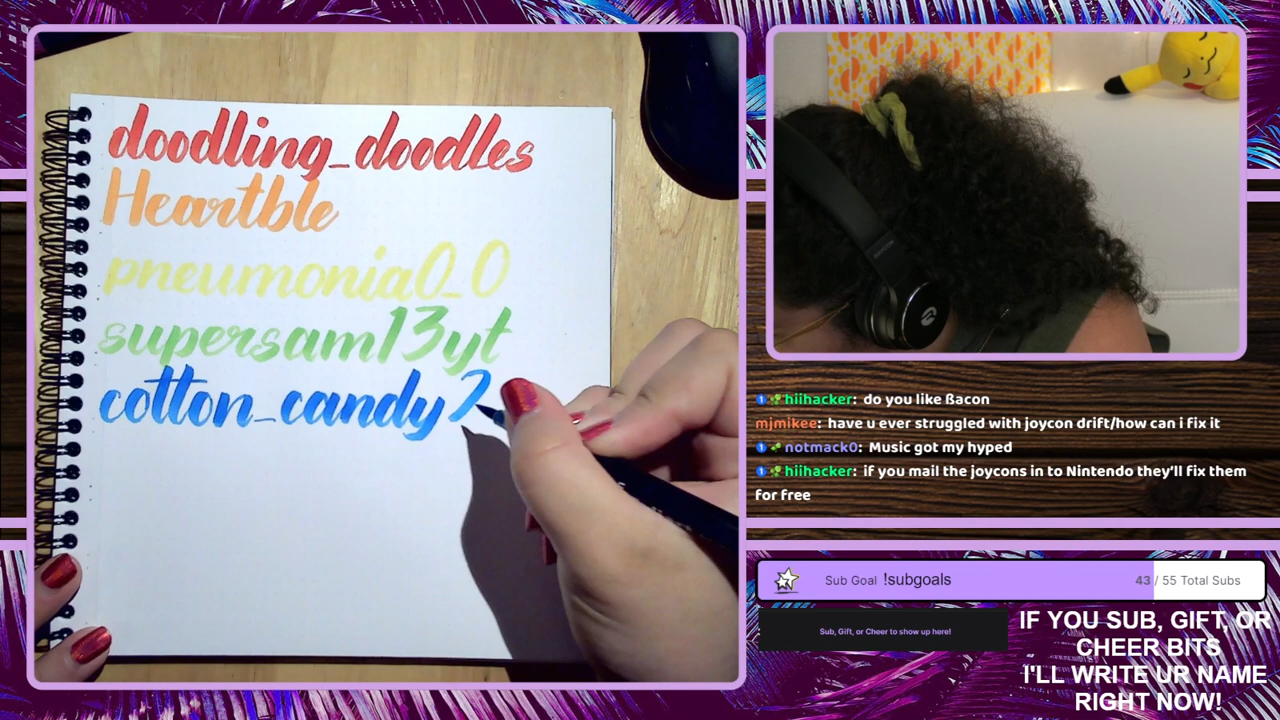 doodling_doodles
Heartble
pneumonia0_0
supersam13yt
cotton_candy2
hiihacker: do you like ßacon
mjmikee: have u ever struggled with joycon drift/how can i fix it
notmack0: Music got my hyped
hiihacker: if you mail the joycons in to Nintendo they'll fix them
for free
Sub Goal !subgoals 43 / 55 Total Subs
Sub, Gift, or Cheer to show up here!
IF YOU SUB, GIFT, OR
CHEER BITS
I'LL WRITE UR NAME
RIGHT NOW!